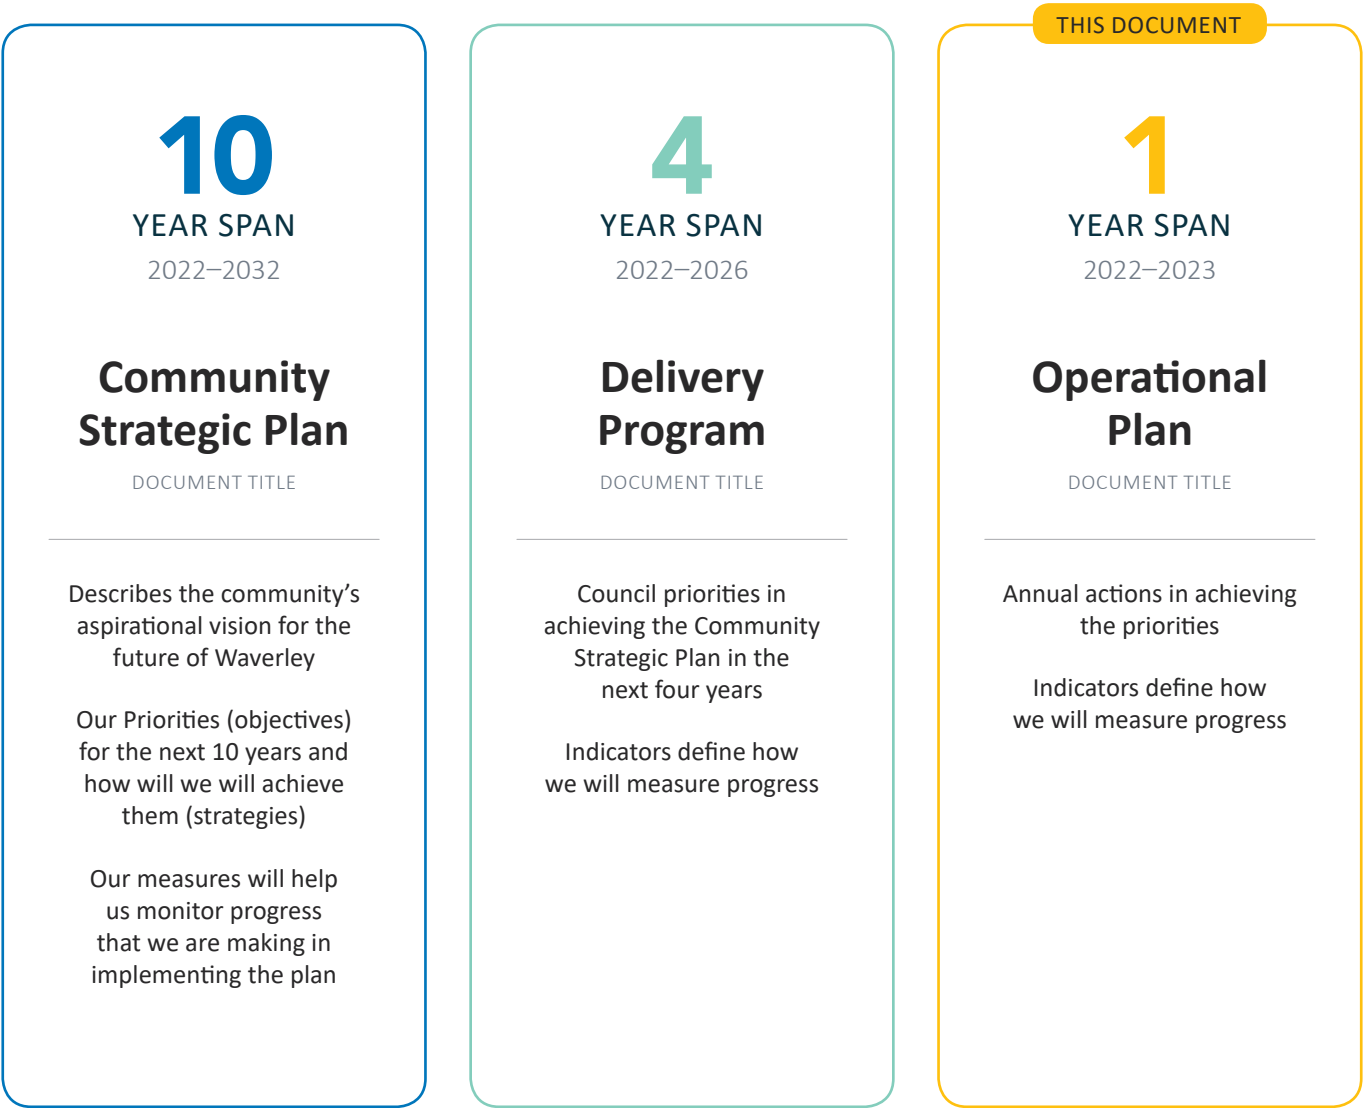 10
YEAR SPAN
2022–2032
Community
Strategic Plan
DOCUMENT TITLE
Describes the community’s
aspirational vision for the
future of Waverley
Our Priorities (objectives)
for the next 10 years and
how will we will achieve
them (strategies)
Our measures will help
us monitor progress
that we are making in
implementing the plan
4
YEAR SPAN
2022–2026
Delivery
Program
DOCUMENT TITLE
Council priorities in
achieving the Community
Strategic Plan in the
next four years
Indicators define how
we will measure progress
THIS DOCUMENT
1
YEAR SPAN
2022–2023
Operational
Plan
DOCUMENT TITLE
Annual actions in achieving
the priorities
Indicators define how
we will measure progress